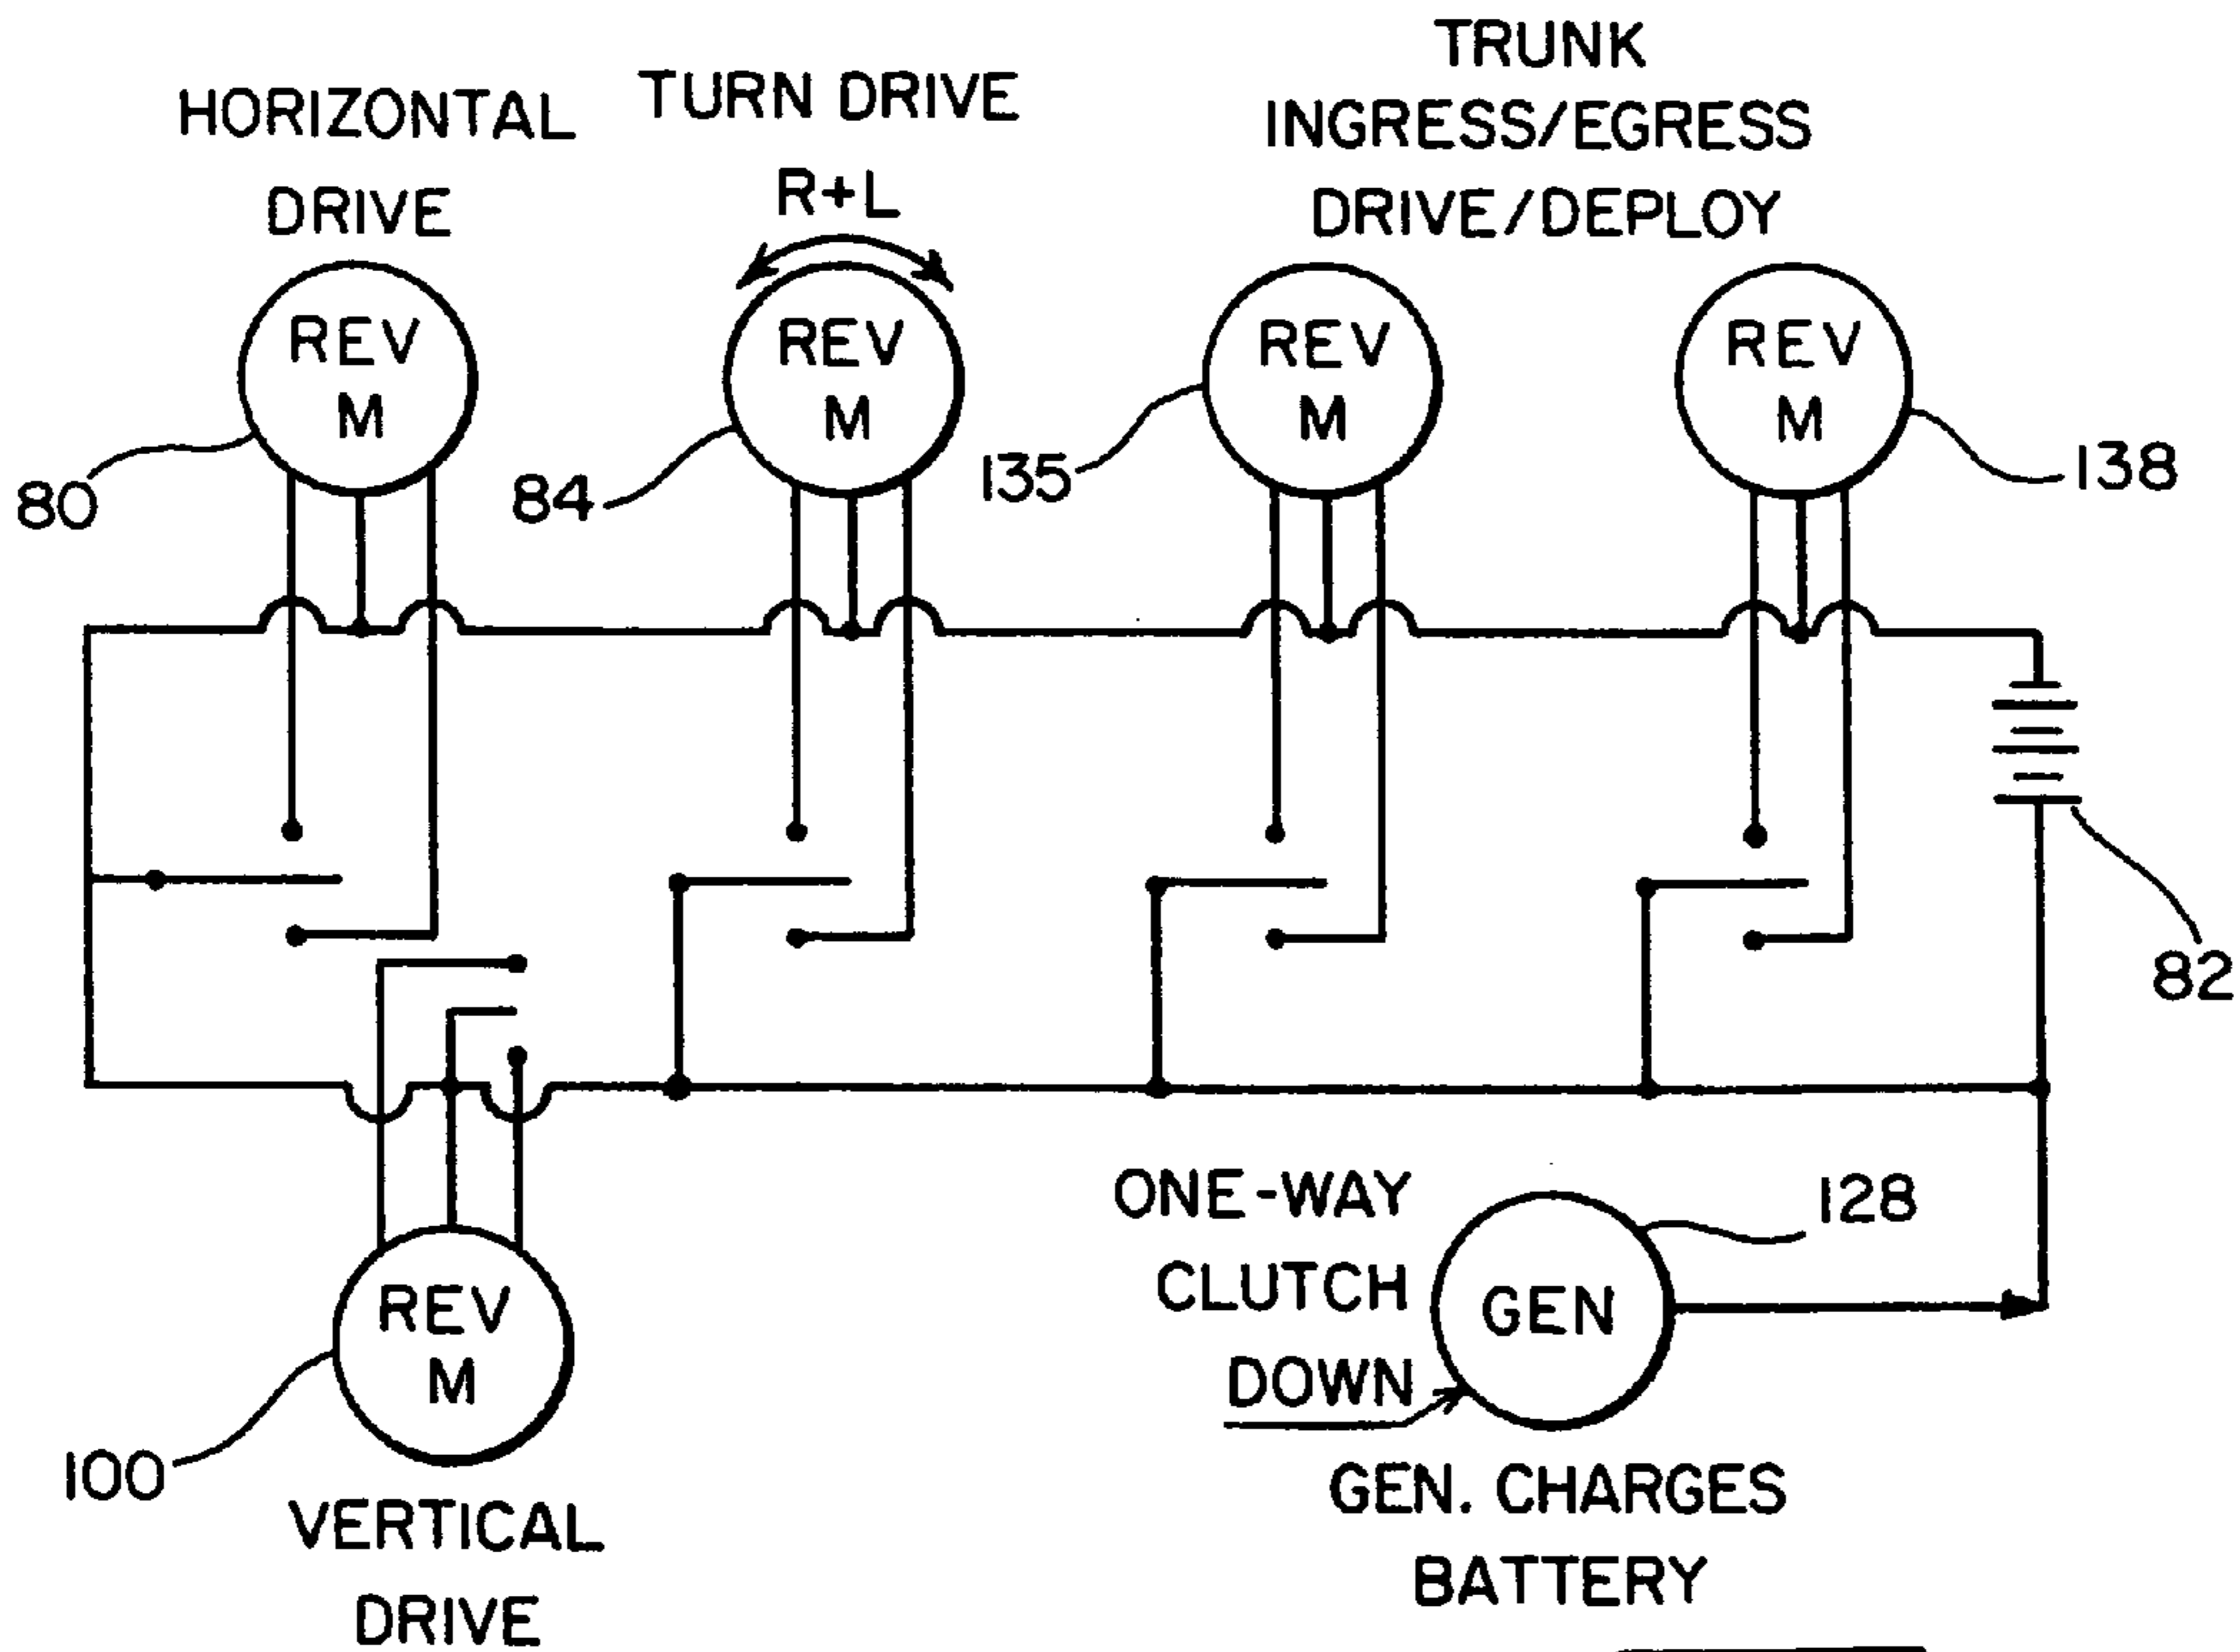 HORIZONTAL
DRIVE
TURN DRIVE
R+L
TRUNK
INGRESS/EGRESS
DRIVE/DEPLOY
REV
M
REV
M
REV
M
REV
M
80
84
135
138
82
ONE-WAY
CLUTCH
DOWN
GEN
128
GEN. CHARGES
BATTERY
REV
M
100
VERTICAL
DRIVE